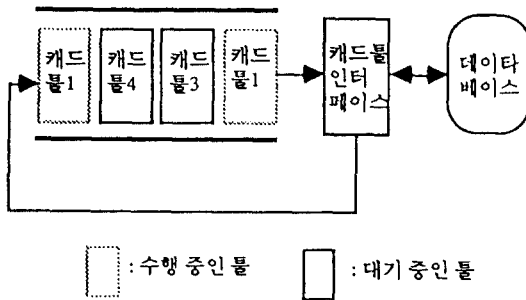 캐드
툴1
캐드
툴4
캐드
툴3
캐드
툴1
캐드툴
인터
페이스
데이타
베이스
: 수행 중인 툴
: 대기 중인 툴